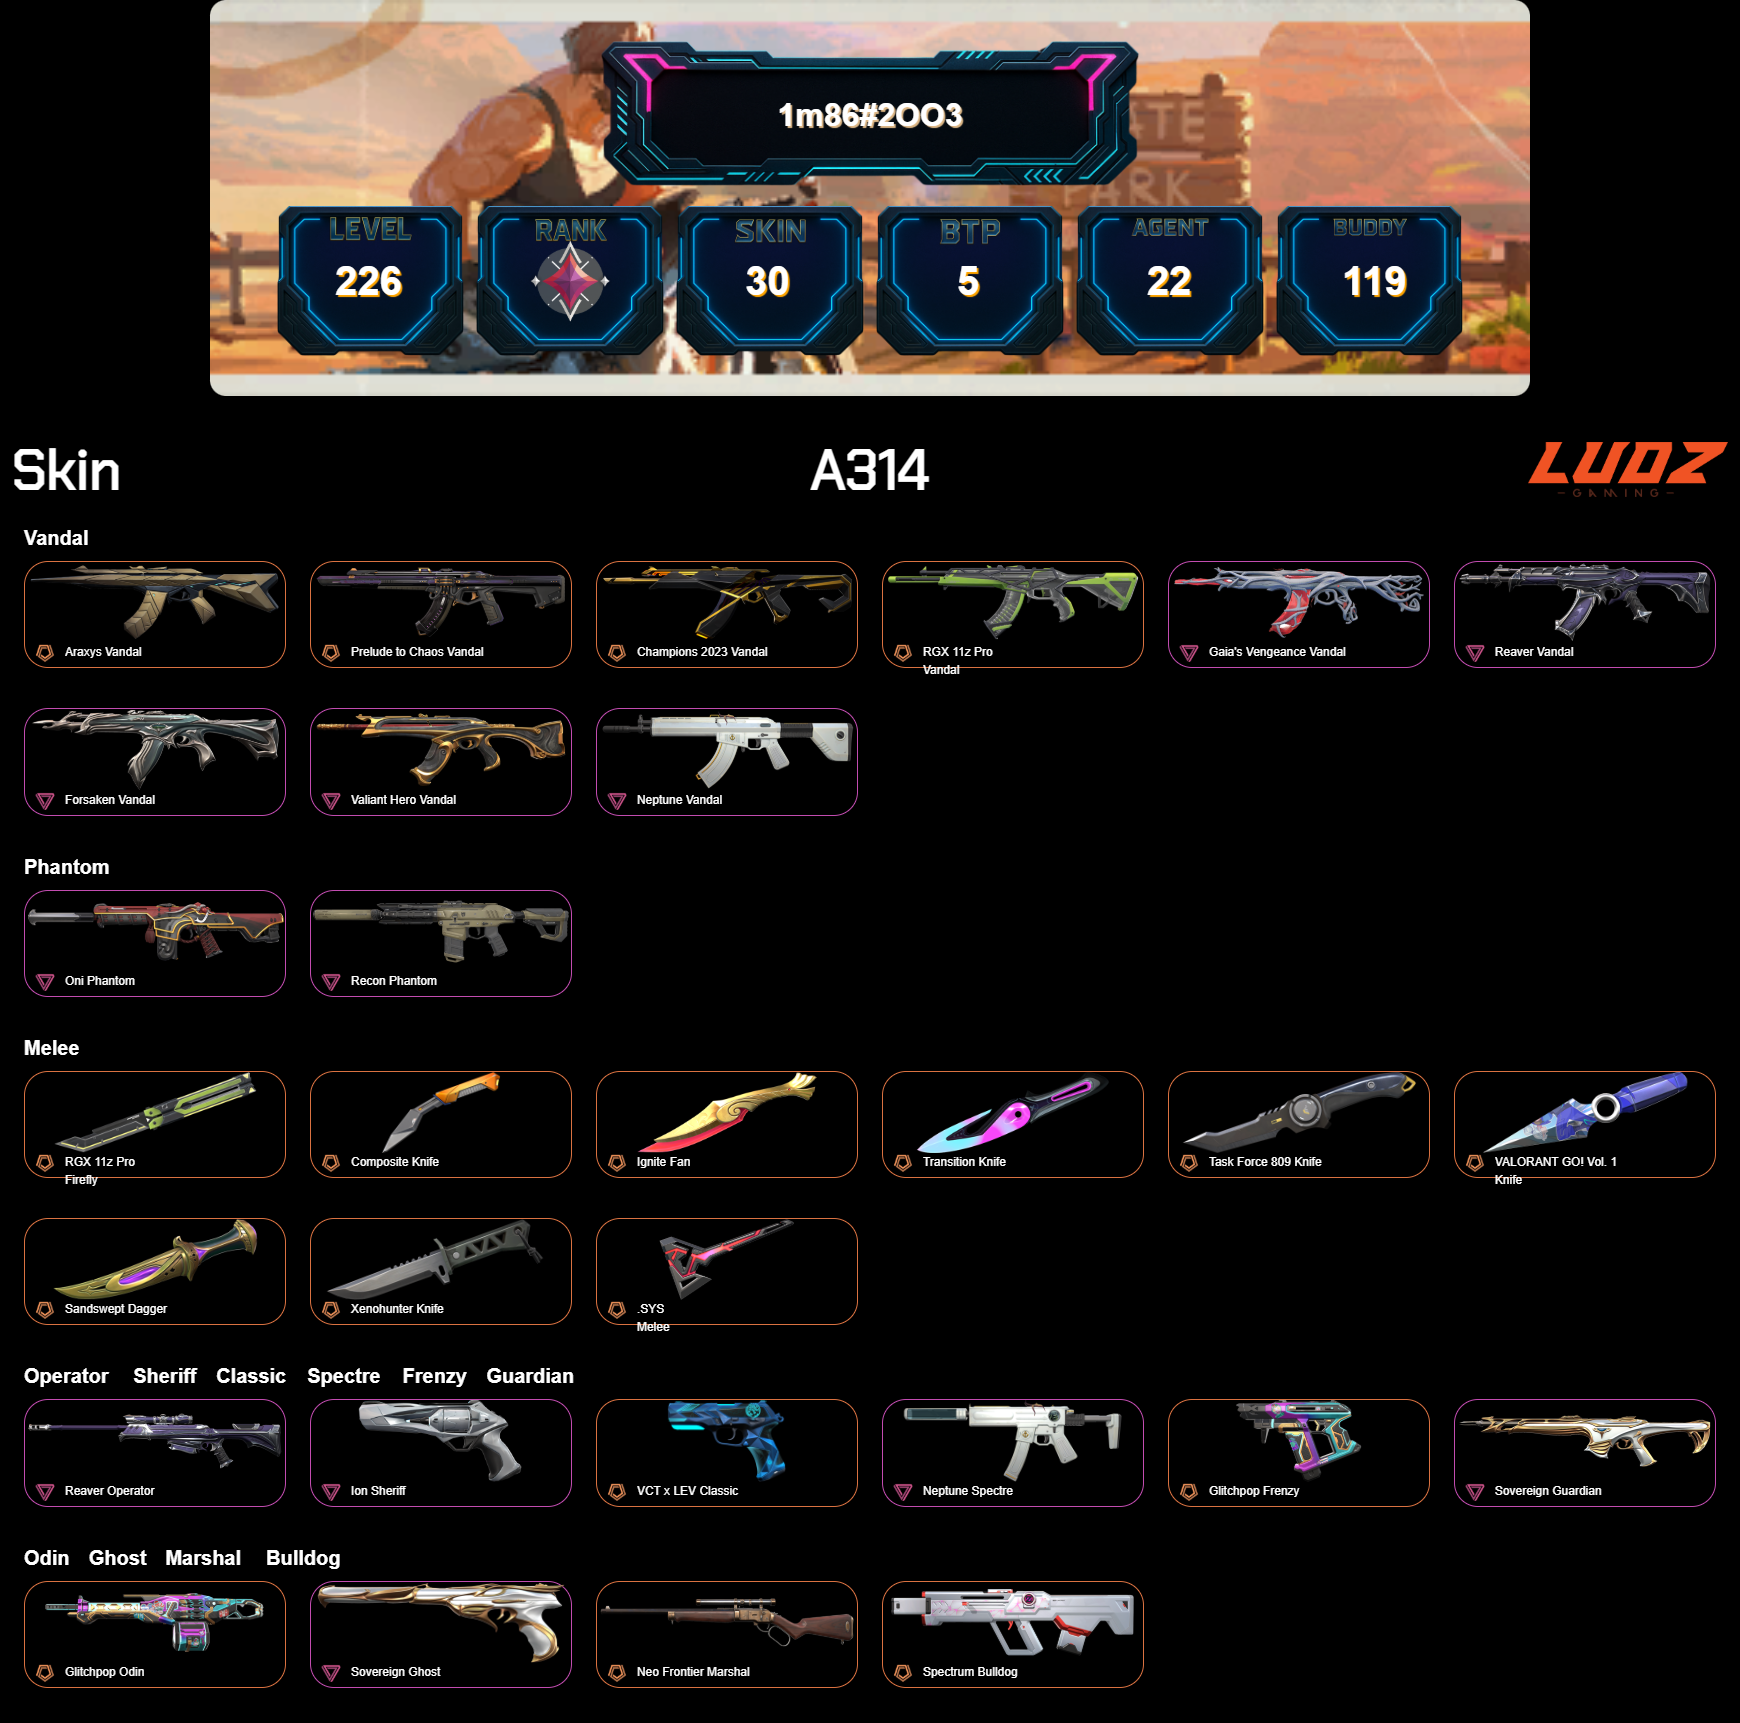 1m86#2OO3
ATE
PARK
LEVEL RANK SKIN BTP AGENT BUDDY
226 30 5 22 119
Skin A314 LUDZ
-GAMING-
Vandal
Araxys Vandal Prelude to Chaos Vandal Champions 2023 Vandal RGX 11z Pro Gaia's Vengeance Vandal Reaver Vandal
Vandal
Forsaken Vandal Valiant Hero Vandal Neptune Vandal
Phantom
Oni Phantom Recon Phantom
Melee
RGX 11z Pro Composite Knife Ignite Fan Transition Knife Task Force 809 Knife VALORANT GO! Vol. 1
Firefly Knife
Sandswept Dagger Xenohunter Knife .SYS
Melee
Operator Sheriff Classic Spectre Frenzy Guardian
Reaver Operator Ion Sheriff VCT x LEV Classic Neptune Spectre Glitchpop Frenzy Sovereign Guardian
Odin Ghost Marshal Bulldog
Glitchpop Odin Sovereign Ghost Neo Frontier Marshal Spectrum Bulldog